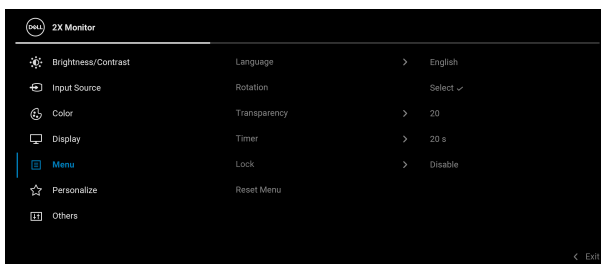 DELL 2X Monitor
Brightness/Contrast Language > English
Input Source Rotation Select ✓
Color Transparency > 20
Display Timer > 20 s
Menu Lock > Disable
Personalize Reset Menu
Others
< Exit